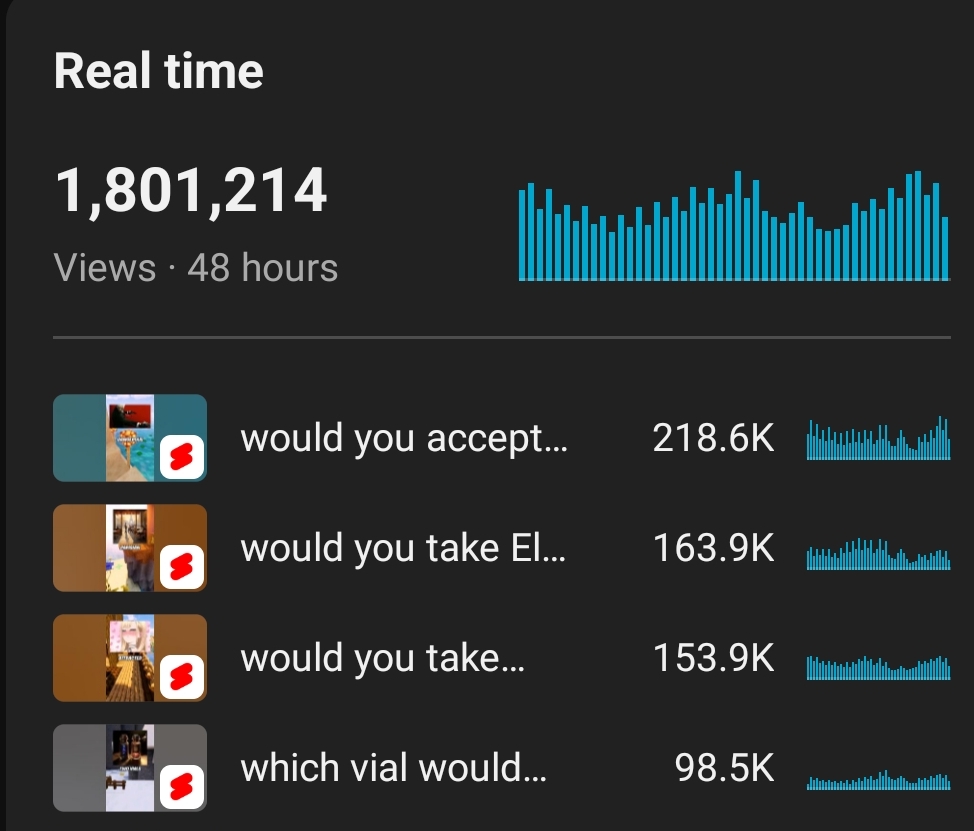 Real time
1,801,214
Views · 48 hours
would you accept... 218.6K
would you take El... 163.9K
would you take... 153.9K
which vial would... 98.5K